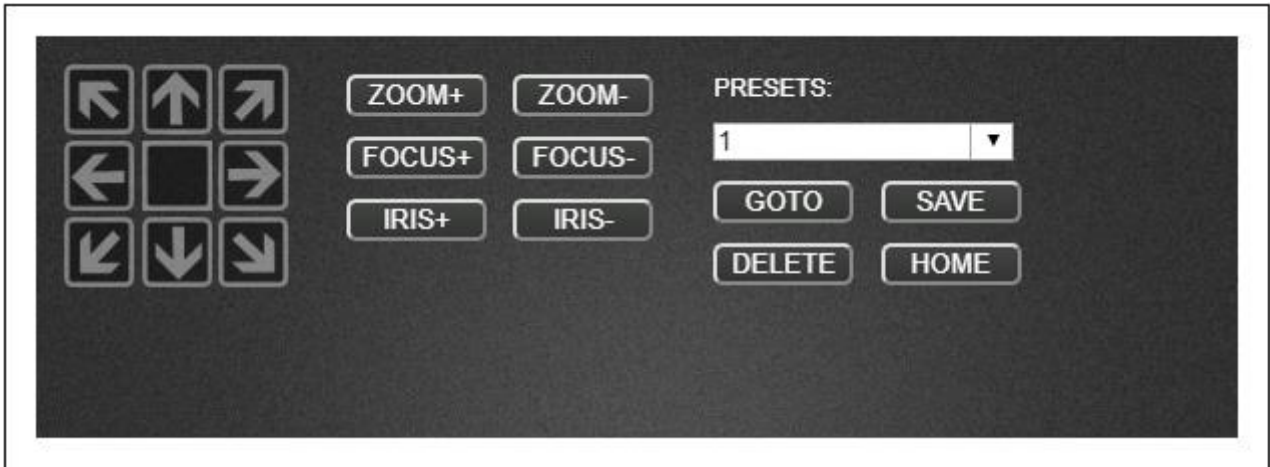 ZOOM+ ZOOM-
FOCUS+ FOCUS-
IRIS+ IRIS-
PRESETS:
1
GOTO SAVE
DELETE HOME